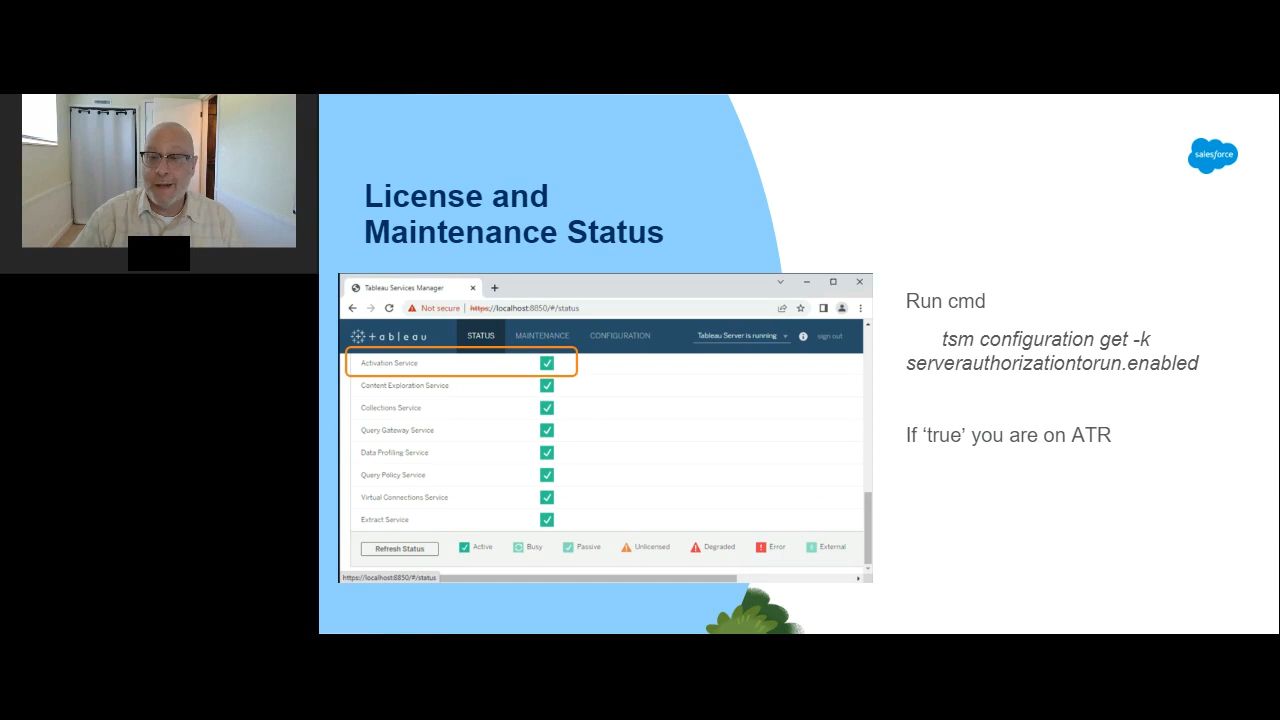 License and
Maintenance Status
salesforce
Tableau Services Manager
Not secure https://localhost:8850/#/status
+ableau STATUS MAINTENANCE CONFIGURATION Tableau Server is running sign out
Activation Service
Content Exploration Service
Collections Service
Query Gateway Service
Data Profiling Service
Query Policy Service
Virtual Connections Service
Extract Service
Refresh Status Active Busy Passive Unlicensed Degraded Error External
https://localhost:8850/#/status
Run cmd
tsm configuration get -k
serverauthorizationtorun.enabled
If ‘true’ you are on ATR